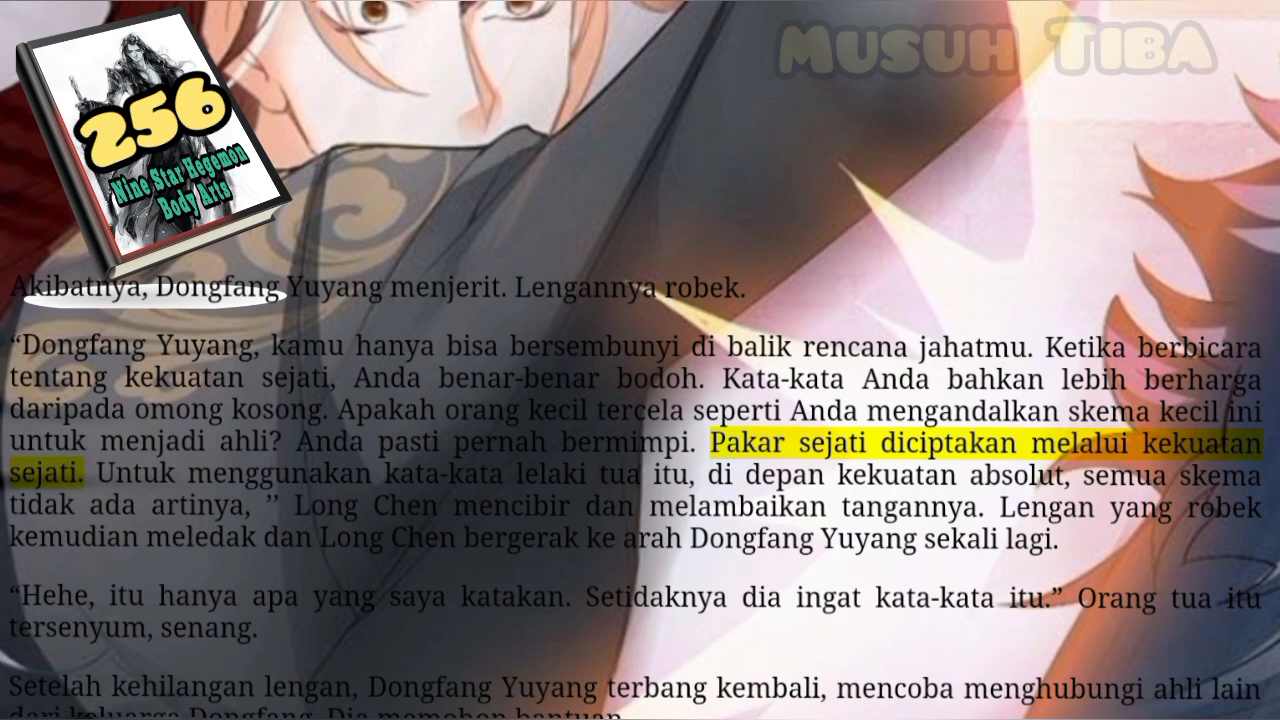 Musuh Tiba
256
Nine Star Hegemon
Body Arts
Akibatnya, Dongfang Yuyang menjerit. Lengannya robek.
“Dongfang Yuyang, kamu hanya bisa bersembunyi di balik rencana jahatmu. Ketika berbicara
tentang kekuatan sejati, Anda benar-benar bodoh. Kata-kata Anda bahkan lebih berharga
daripada omong kosong. Apakah orang kecil tercela seperti Anda mengandalkan skema kecil ini
untuk menjadi ahli? Anda pasti pernah bermimpi. Pakar sejati diciptakan melalui kekuatan
sejati. Untuk menggunakan kata-kata lelaki tua itu, di depan kekuatan absolut, semua skema
tidak ada artinya, ’’ Long Chen mencibir dan melambaikan tangannya. Lengan yang robek
kemudian meledak dan Long Chen bergerak ke arah Dongfang Yuyang sekali lagi.
“Hehe, itu hanya apa yang saya katakan. Setidaknya dia ingat kata-kata itu.” Orang tua itu
tersenyum, senang.
Setelah kehilangan lengan, Dongfang Yuyang terbang kembali, mencoba menghubungi ahli lain
dari keluarga Dongfang. Dia memohon bantuan.